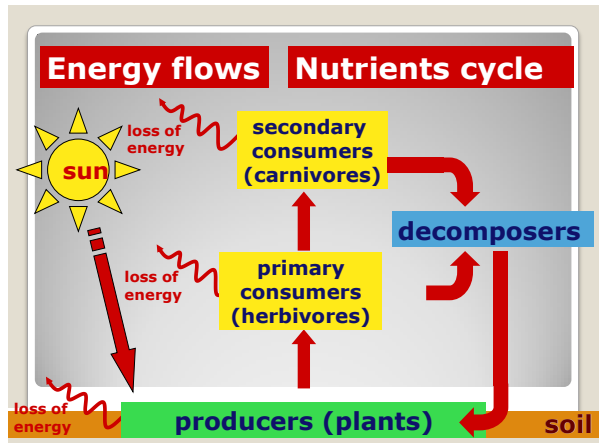 Energy flows
Nutrients cycle
loss of
energy
secondary
consumers
(carnivores)
sun
decomposers
loss of
energy
primary
consumers
(herbivores)
loss of
energy
producers (plants)
soil